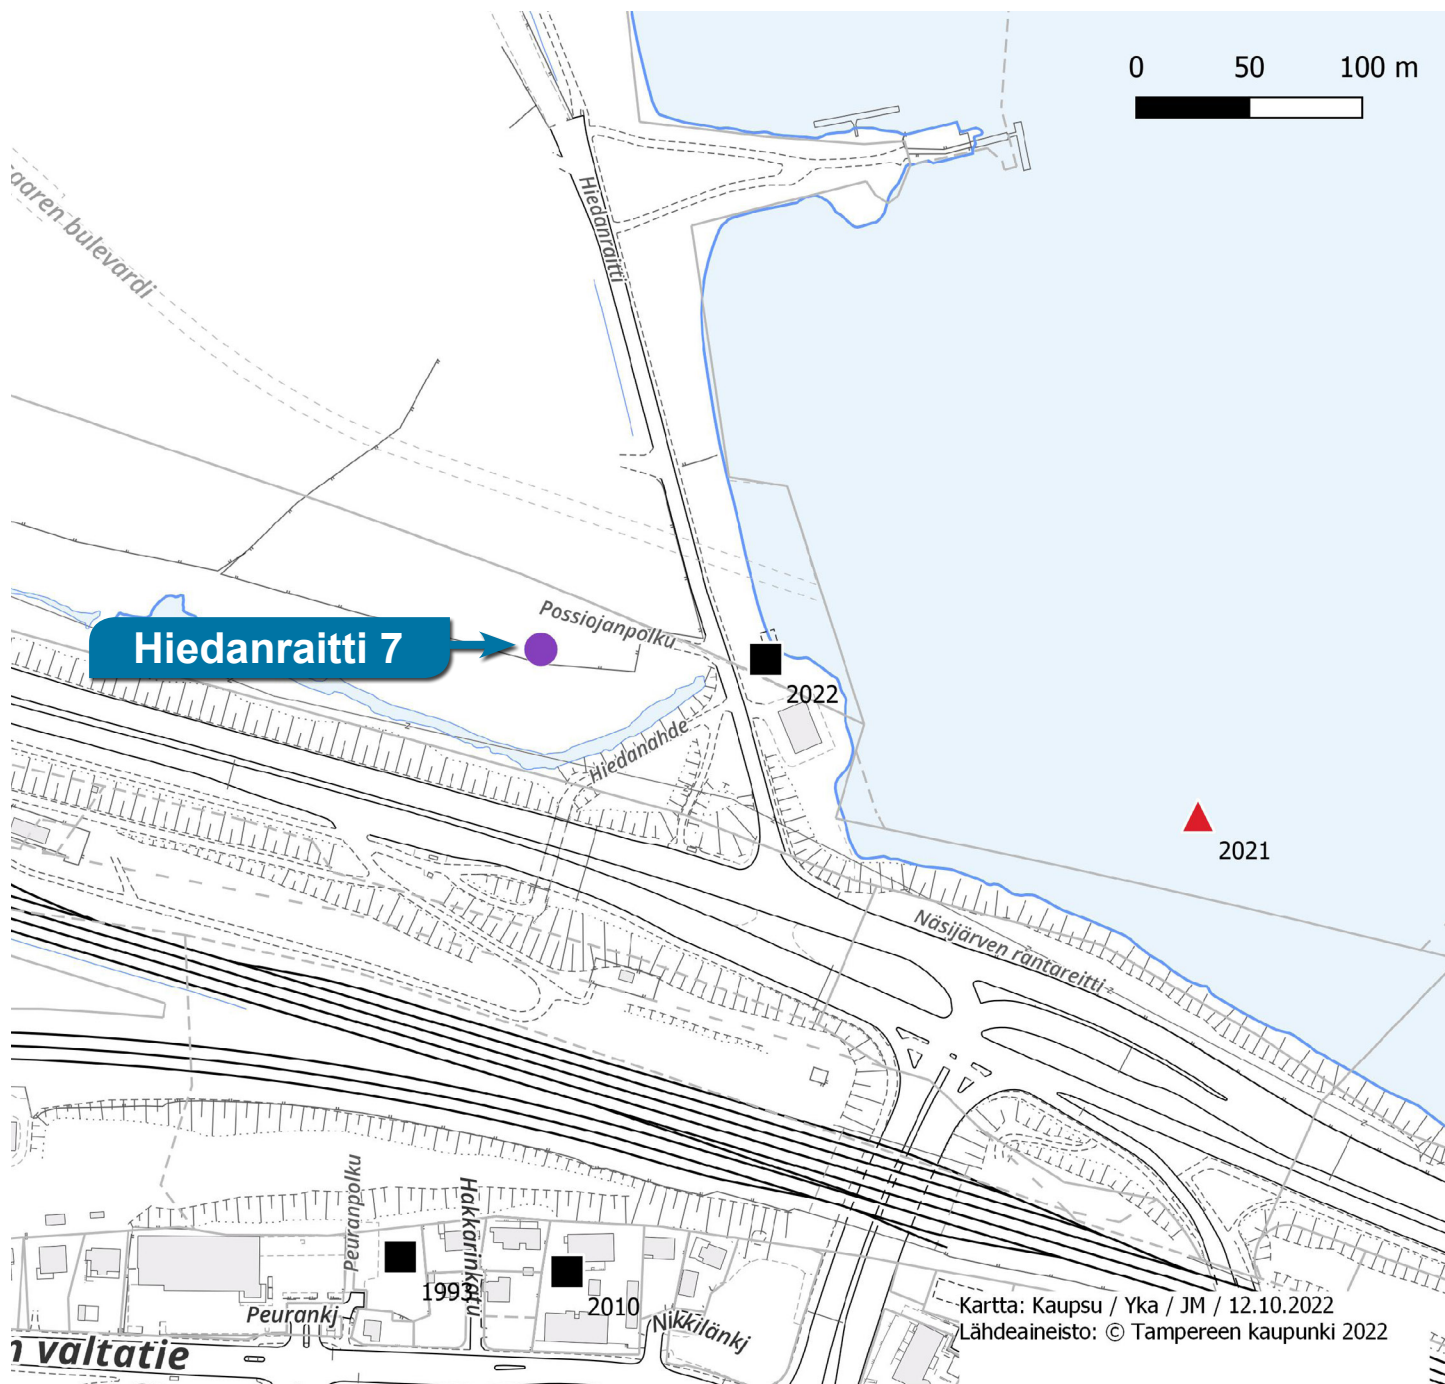 0 50 100 m
Hiedanraitti
aaren bulevardi
Possiojanpolku
Hiedanraitti 7
2022
Hiedanahde
2021
Näsijärven rantareitti
Peuranpolku
Hakkarinkatu
1993
2010
Peurankj
Nikkilänkj
Kartta: Kaupsu / Yka / JM / 12.10.2022
Lähdeaineisto: © Tampereen kaupunki 2022
n valtatie